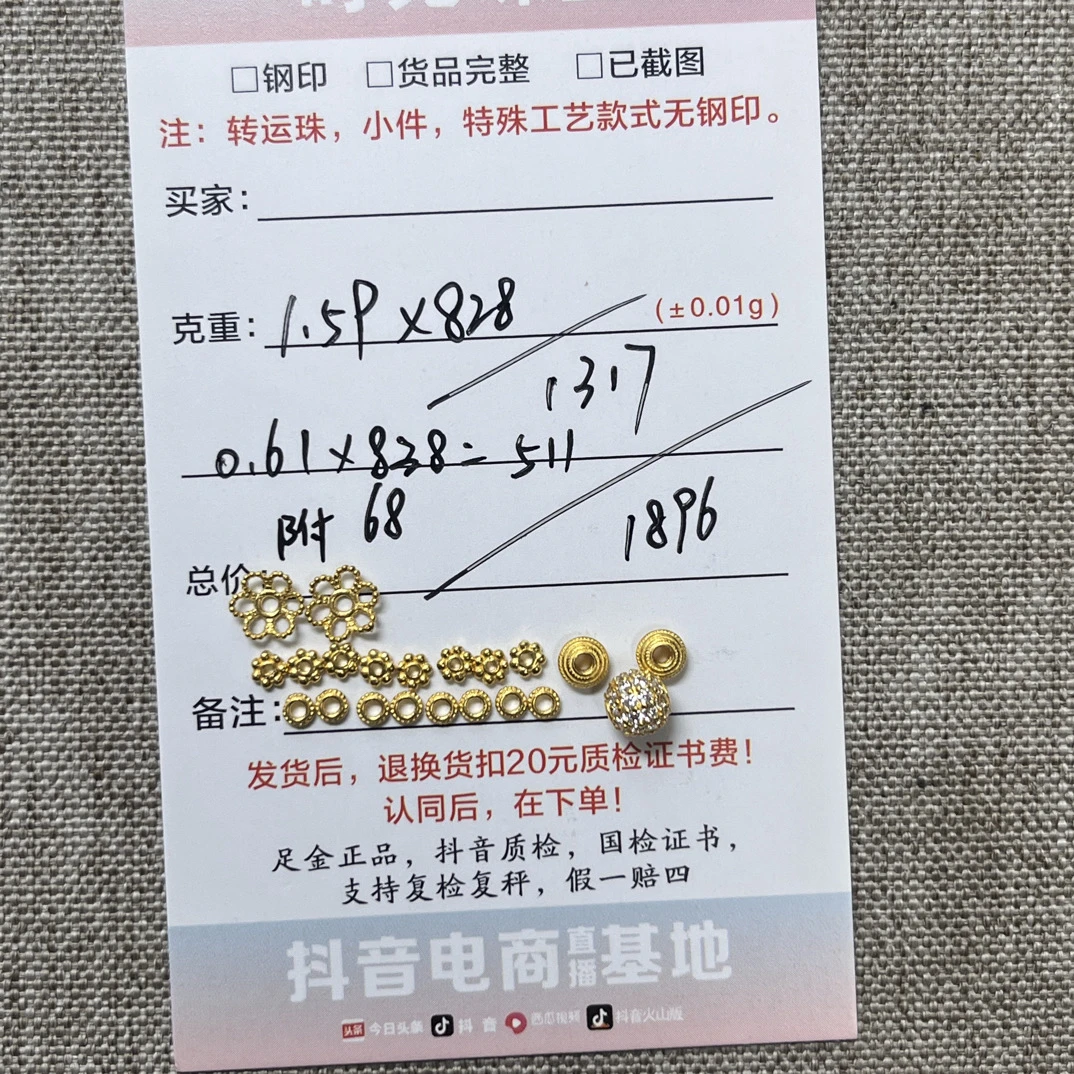 □钢印 □货品完整 □已截图
注：转运珠，小件，特殊工艺款式无钢印。
买家：
克重：1.59×828 (±0.01g)
1317
0.61×838=511
附 68 1896
总价
备注：
发货后，退换货扣20元质检证书费！
认同后，在下单！
足金正品，抖音质检，国检证书，
支持复检复秤，假一赔四
抖音电商直播基地
头条 今日头条 抖音 西瓜视频 抖音火山版